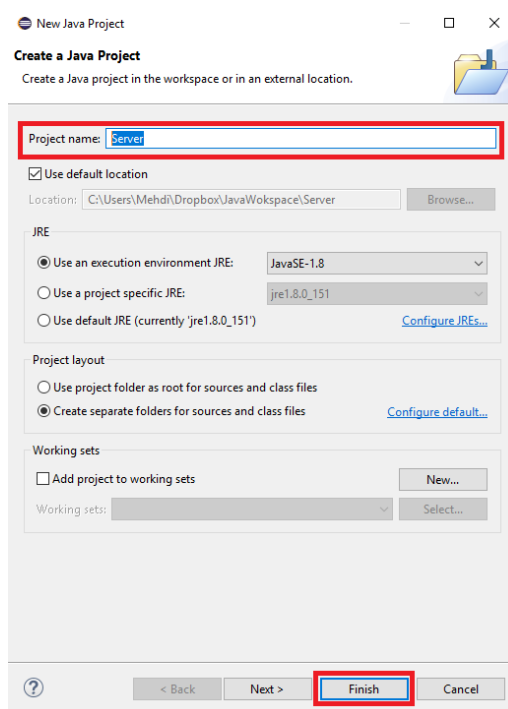 New Java Project
Create a Java Project
Create a Java project in the workspace or in an external location.
Project name: Server
Use default location
Location: C:\Users\Mehdi\Dropbox\JavaWokspace\Server Browse...
JRE
Use an execution environment JRE: JavaSE-1.8
Use a project specific JRE: jre1.8.0_151
Use default JRE (currently 'jre1.8.0_151') Configure JREs...
Project layout
Use project folder as root for sources and class files
Create separate folders for sources and class files Configure default...
Working sets
Add project to working sets New...
Working sets: Select...
? < Back Next > Finish Cancel